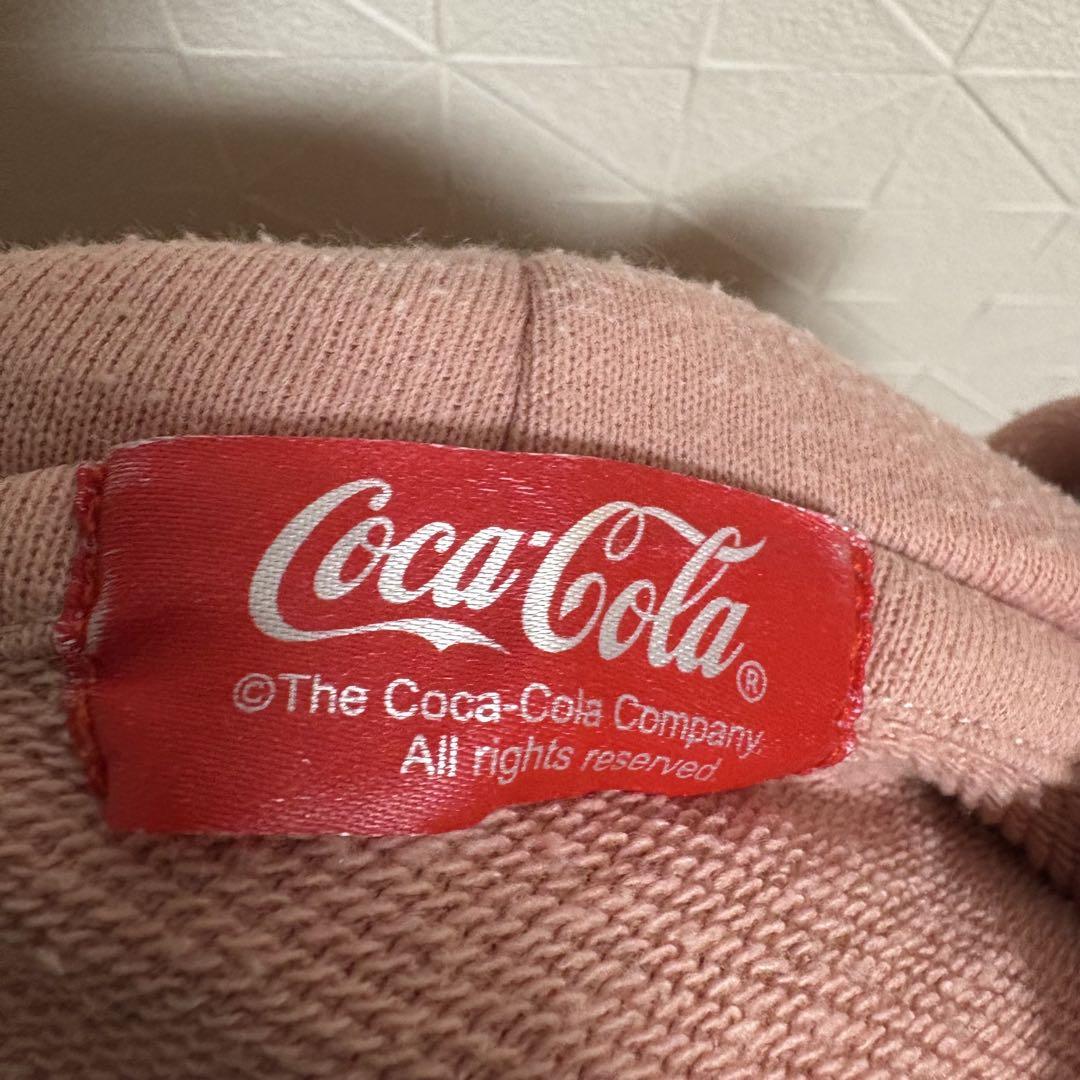 Coca-Cola®
©The Coca-Cola Company.
All rights reserved.